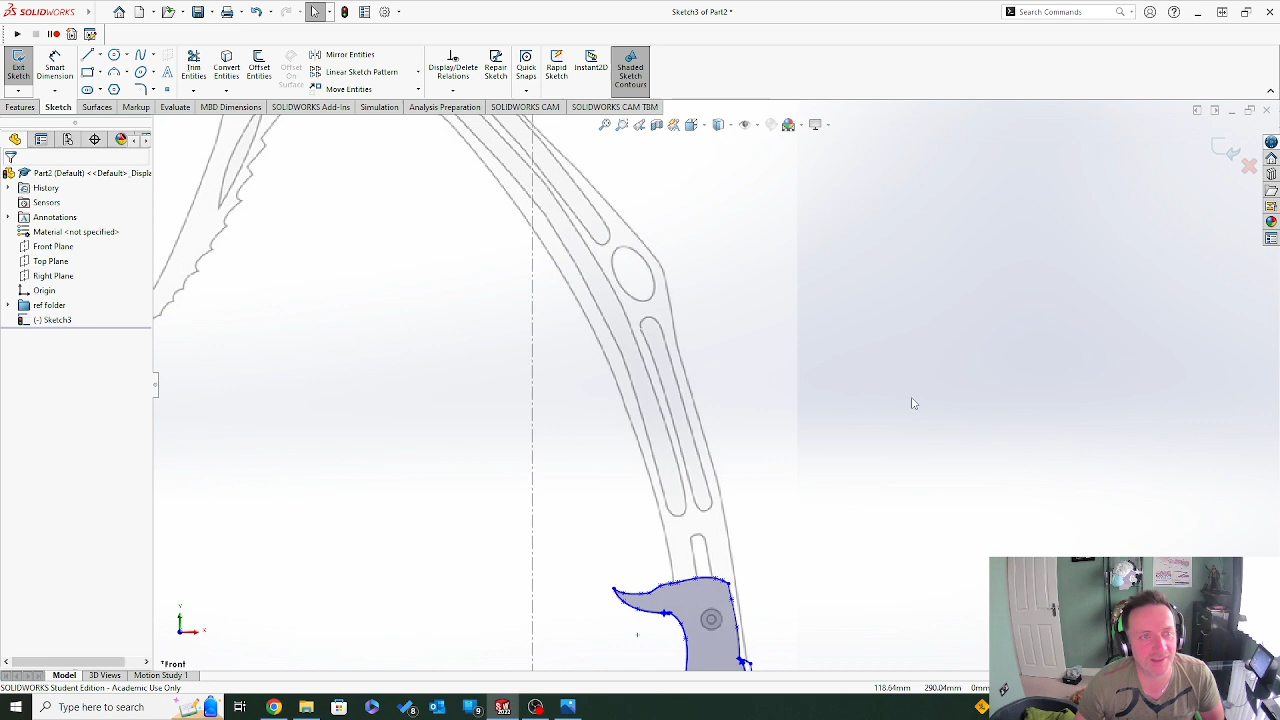 SOLIDWORKS
Sketch3 of Part2 *
Search Commands
Exit Sketch
Smart Dimension
Trim Entities
Convert Entities
Offset Entities
Offset On Surface
Mirror Entities
Linear Sketch Pattern
Move Entities
Display/Delete Relations
Repair Sketch
Quick Snaps
Rapid Sketch
Instant2D
Shaded Sketch Contours
Features Sketch Surfaces Markup Evaluate MBD Dimensions SOLIDWORKS Add-Ins Simulation Analysis Preparation SOLIDWORKS CAM SOLIDWORKS CAM TBM
Part2 (Default) <<Default>_Displa
History
Sensors
Annotations
Material <not specified>
Front Plane
Top Plane
Right Plane
Origin
ref folder
(-) Sketch3
Y
X
*Front
Model 3D Views Motion Study 1
SOLIDWORKS Student Edition - Academic Use Only
118.64mm 290.04mm 0mm
Type here to search